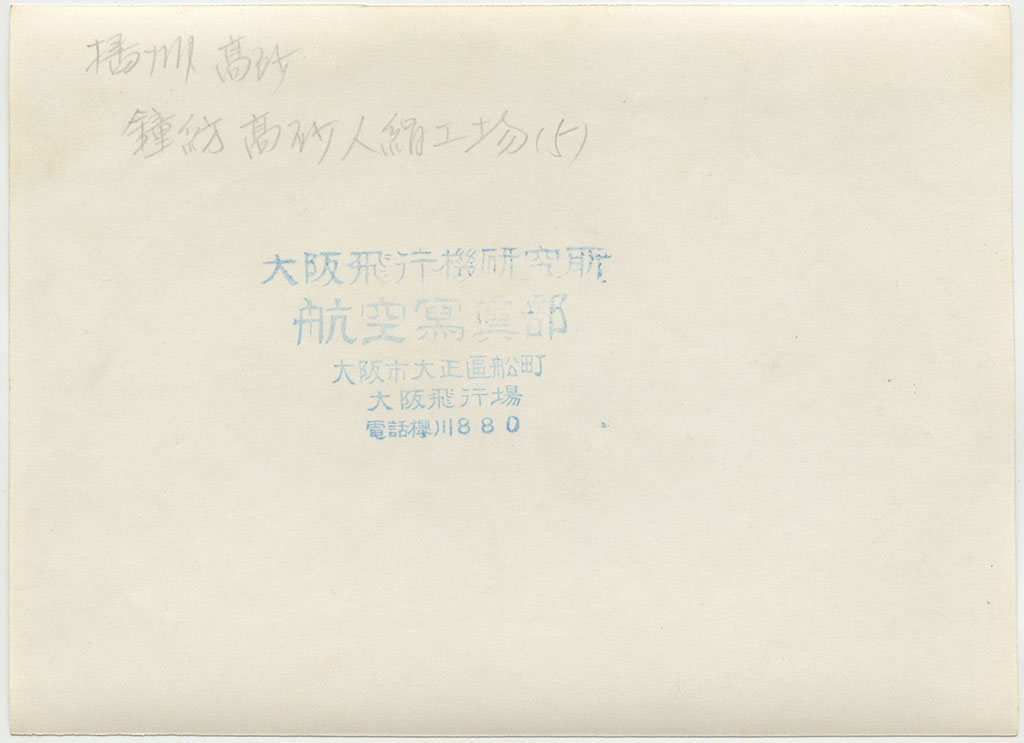 播州 高砂
鐘紡 高砂人絹工場(5)
大阪飛行機研究所
航空寫真部
大阪市大正區船町
大阪飛行場
電話櫻川880